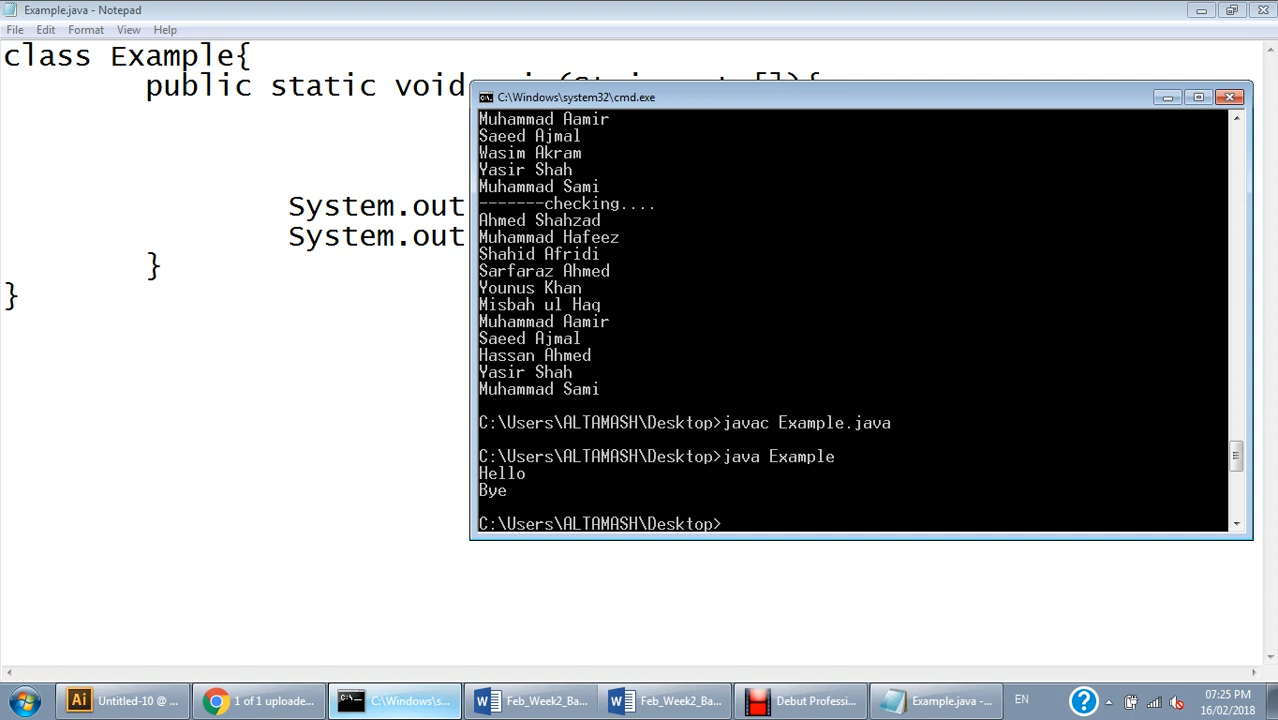 Example.java - Notepad
File Edit Format View Help
class Example{
public static void
System.out
System.out
}
}
C:\Windows\system32\cmd.exe
Muhammad Aamir
Saeed Ajmal
Wasim Akram
Yasir Shah
Muhammad Sami
-------checking....
Ahmed Shahzad
Muhammad Hafeez
Shahid Afridi
Sarfaraz Ahmed
Younus Khan
Misbah ul Haq
Muhammad Aamir
Saeed Ajmal
Hassan Ahmed
Yasir Shah
Muhammad Sami
C:\Users\ALTAMASH\Desktop>javac Example.java
C:\Users\ALTAMASH\Desktop>java Example
Hello
Bye
C:\Users\ALTAMASH\Desktop>
Ai Untitled-10 @ ... 1 of 1 uploade... C:\Windows\s... Feb_Week2_Ba... Feb_Week2_Ba... Debut Professi... Example.java -... EN 07:25 PM
16/02/2018